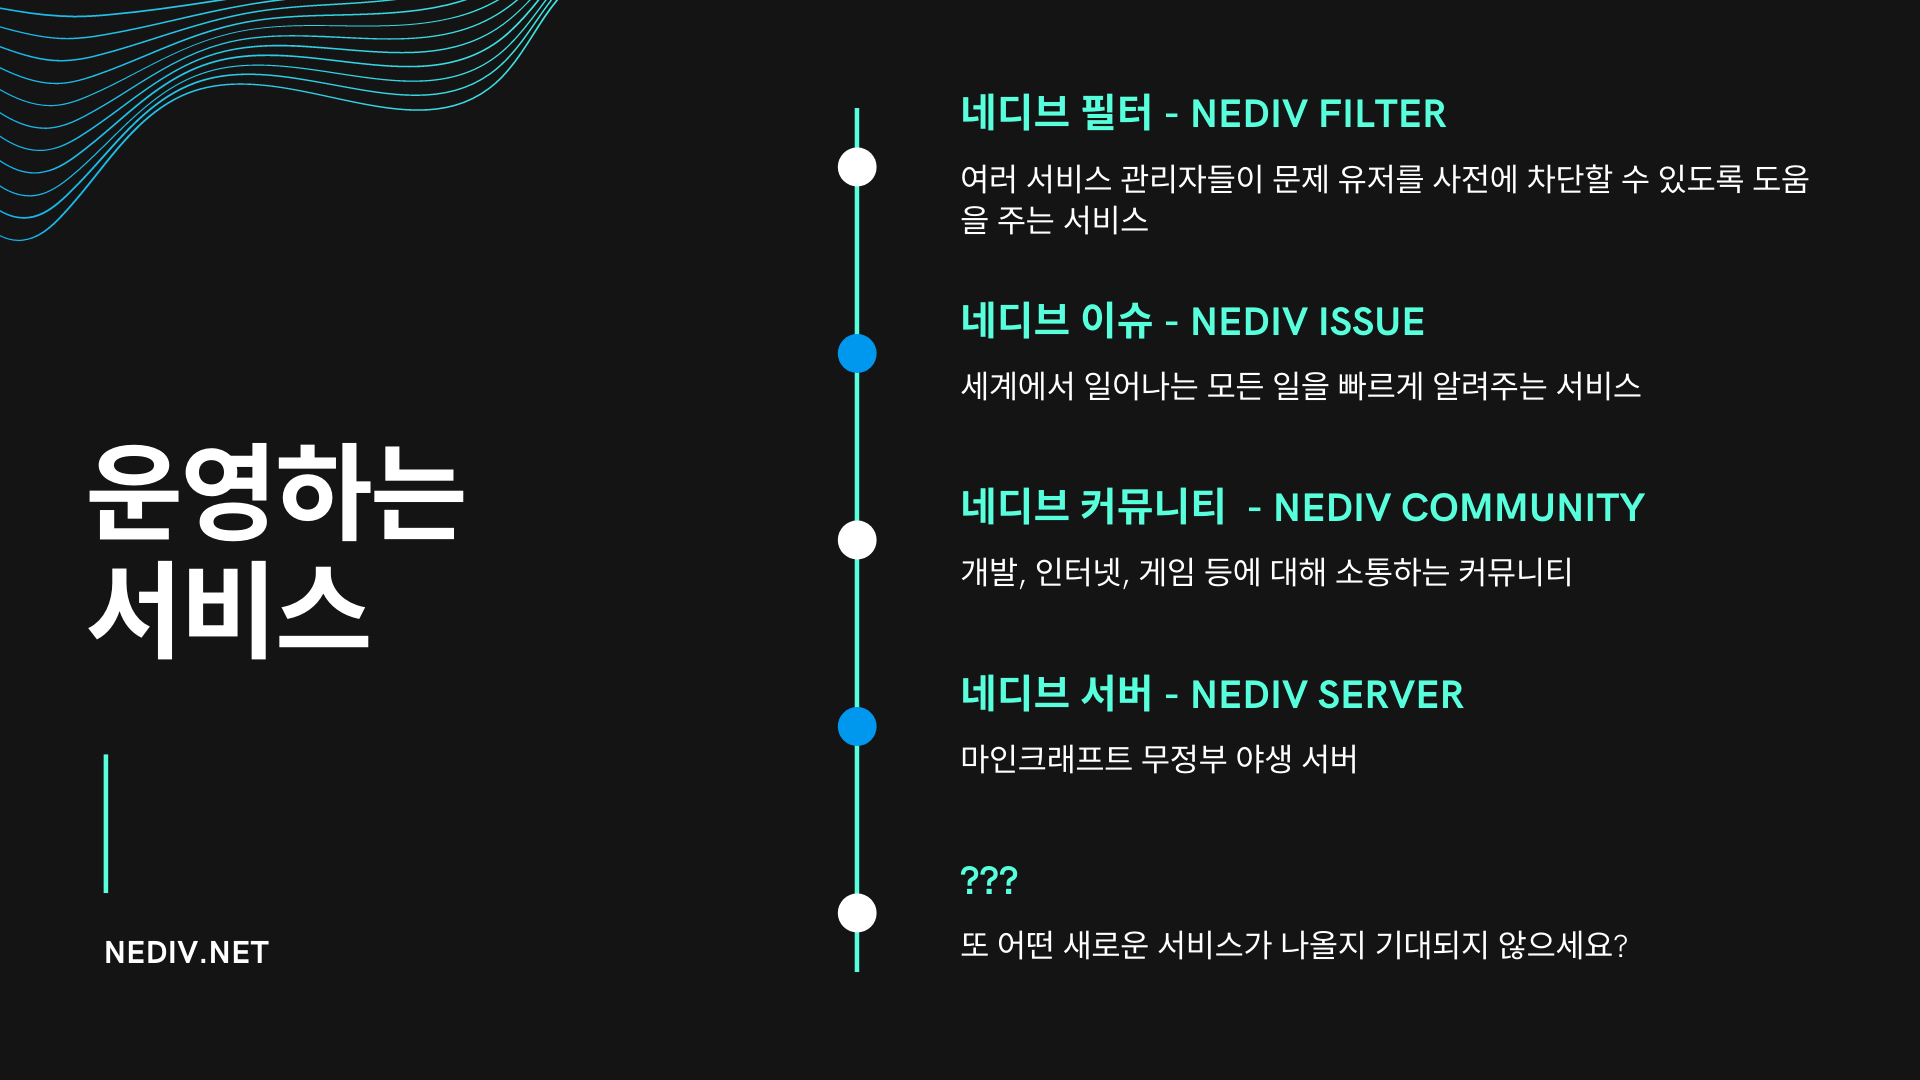 운영하는
서비스
NEDIV.NET
네디브 필터 - NEDIV FILTER
여러 서비스 관리자들이 문제 유저를 사전에 차단할 수 있도록 도움
을 주는 서비스
네디브 이슈 - NEDIV ISSUE
세계에서 일어나는 모든 일을 빠르게 알려주는 서비스
네디브 커뮤니티 - NEDIV COMMUNITY
개발, 인터넷, 게임 등에 대해 소통하는 커뮤니티
네디브 서버 - NEDIV SERVER
마인크래프트 무정부 야생 서버
???
또 어떤 새로운 서비스가 나올지 기대되지 않으세요?